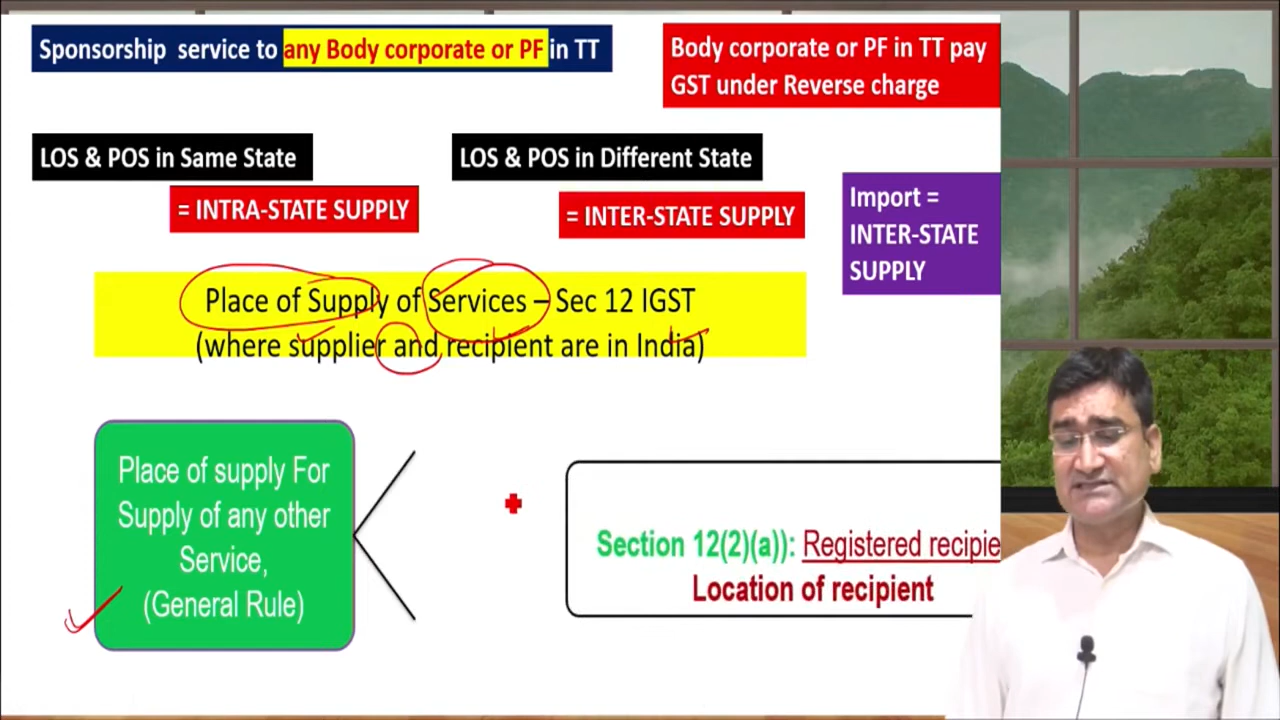 Sponsorship service to any Body corporate or PF in TT
Body corporate or PF in TT pay
GST under Reverse charge
LOS & POS in Same State
= INTRA-STATE SUPPLY
LOS & POS in Different State
= INTER-STATE SUPPLY
Import =
INTER-STATE
SUPPLY
Place of Supply of Services – Sec 12 IGST
(where supplier and recipient are in India)
Place of supply For
Supply of any other
Service,
(General Rule)
Section 12(2)(a)): Registered recipie
Location of recipient